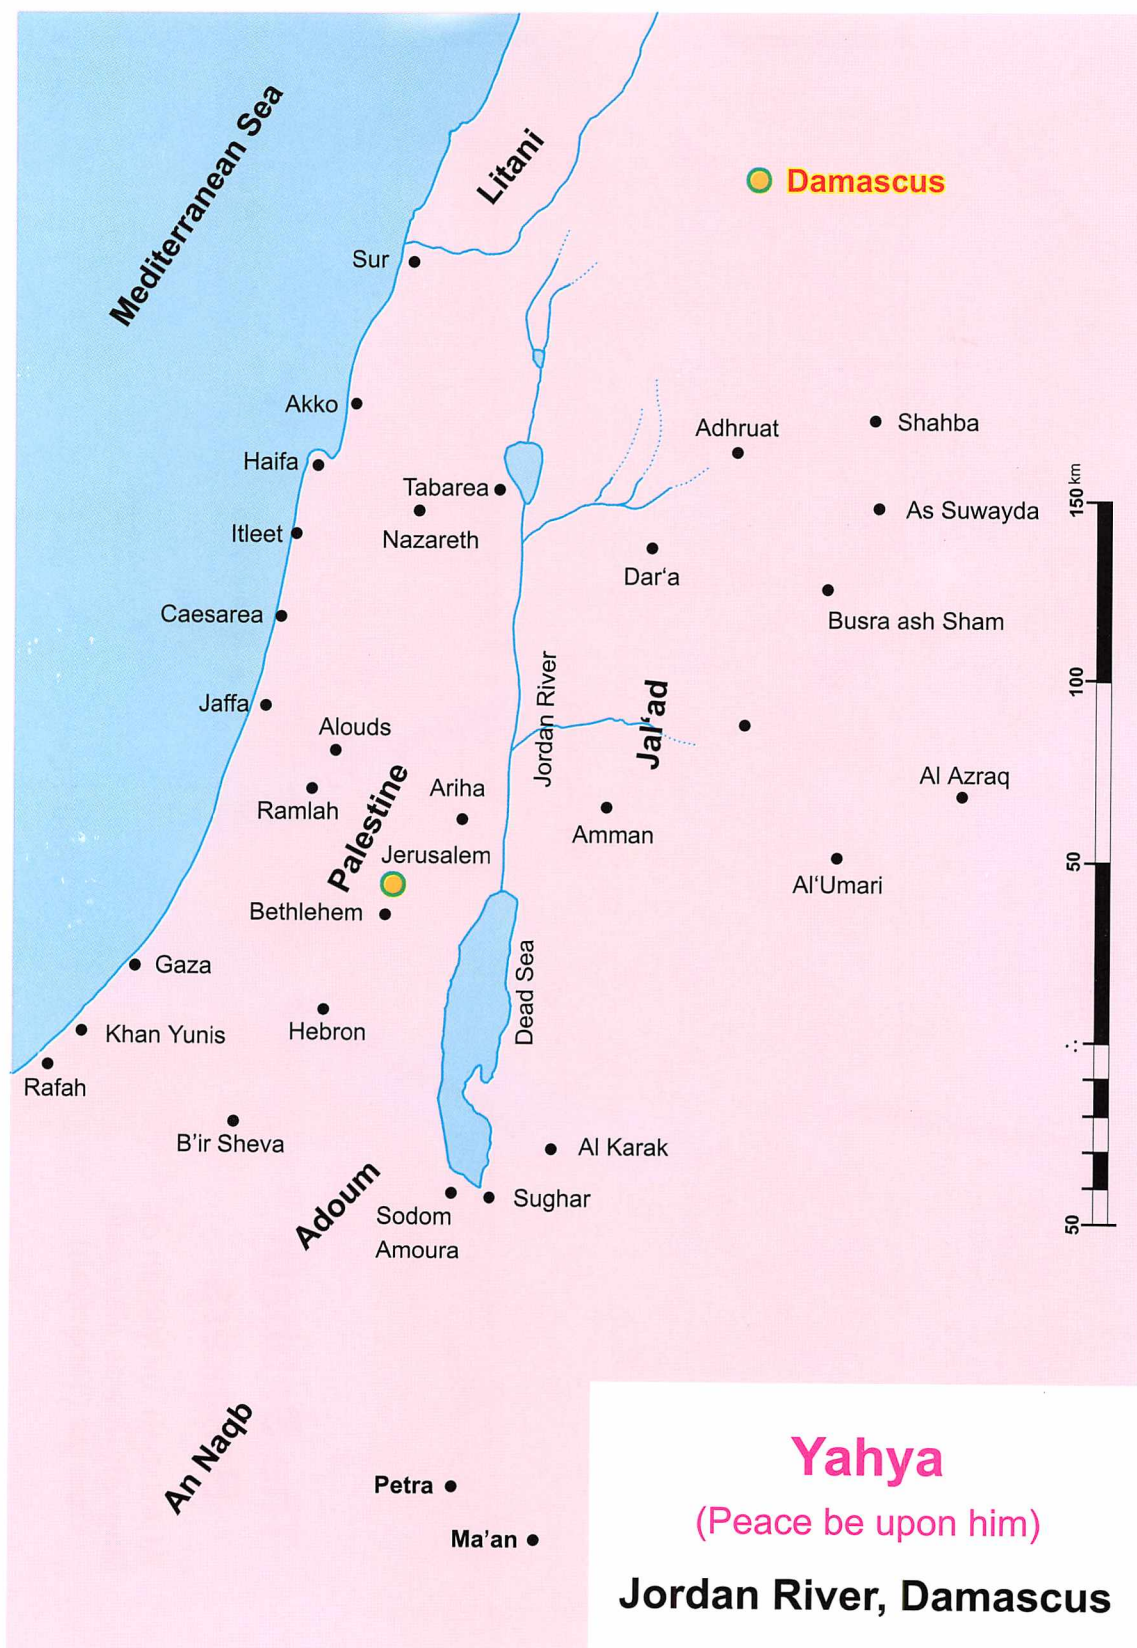 Mediterranean Sea
Litani
Damascus
Sur
Akko
Adhruat
Shahba
Haifa
Tabarea
150 km
Nazareth
As Suwayda
Itleet
Dar‘a
Caesarea
Busra ash Sham
Jordan River
Jal‘ad
100
Jaffa
Alouds
Palestine
Ariha
Al Azraq
Ramlah
Amman
Jerusalem
50
Al‘Umari
Bethlehem
Gaza
Dead Sea
Khan Yunis
Hebron
Rafah
B’ir Sheva
Al Karak
Adoum
Sughar
Sodom
Amoura
50
An Naqb
Petra
Ma’an
Yahya
(Peace be upon him)
Jordan River, Damascus